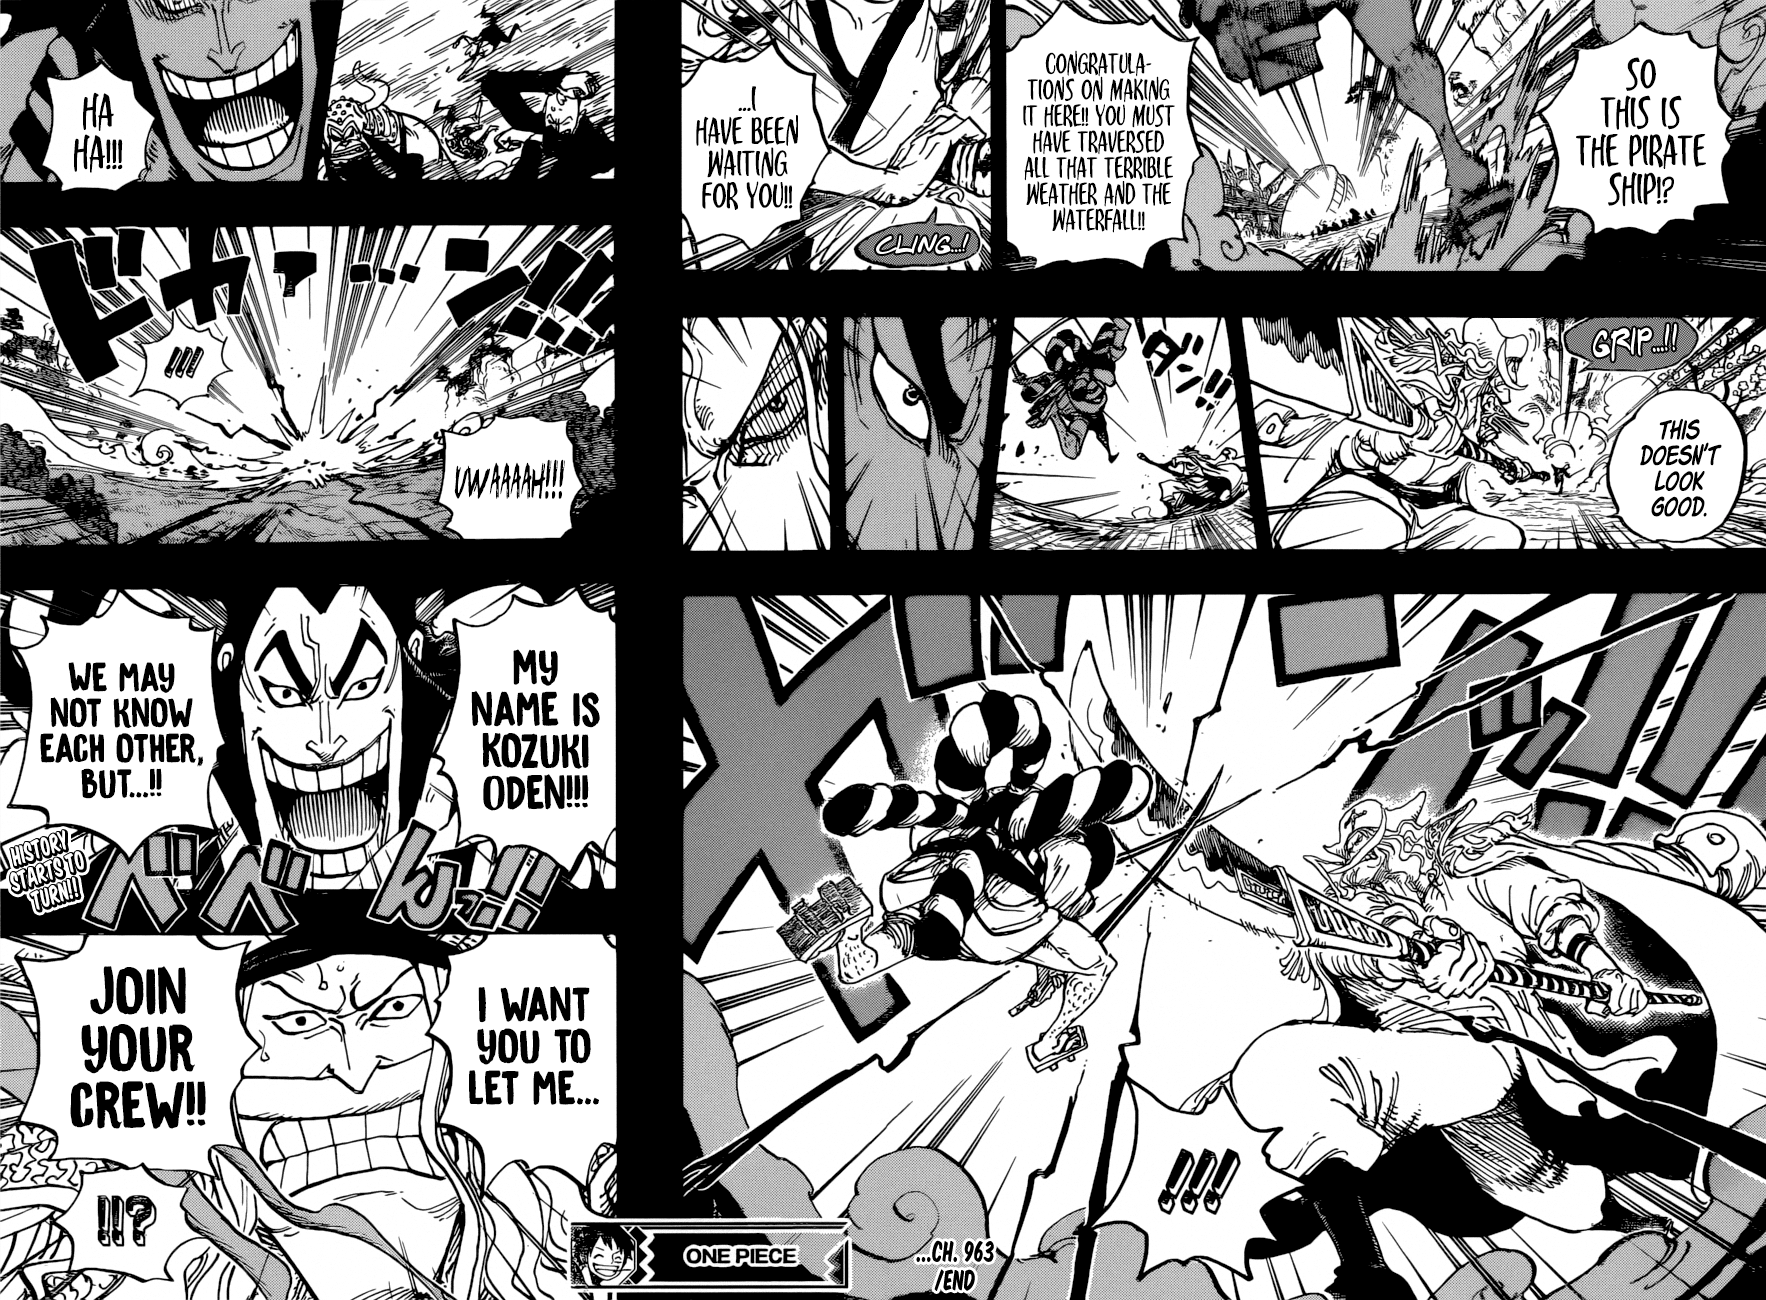 SO
THIS IS
THE PIRATE
SHIP!?
CONGRATULA-
TIONS ON MAKING
IT HERE!! YOU MUST
HAVE TRAVERSED
ALL THAT TERRIBLE
WEATHER AND THE
WATERFALL!!
...I
HAVE BEEN
WAITING
FOR YOU!!
CLING...!
GRIP....!!
THIS
DOESN'T
LOOK
GOOD.
ダン!!
!!!
HA
HA!!!
ドカァ…ン!!!
!!!
UWAAAAH!!!
MY
NAME IS
KOZUKI
ODEN!!!
WE MAY
NOT KNOW
EACH OTHER,
BUT...!!
HISTORY
STARTS TO
TURN!!
べべんっ!!
I WANT
YOU TO
LET ME...
JOIN
YOUR
CREW!!
!!?
ONE PIECE
...CH. 963
/END